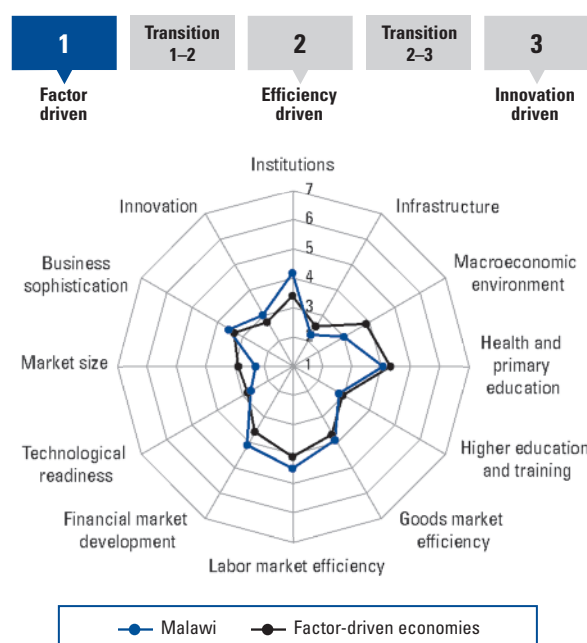 1
Transition
1–2
2
Transition
2–3
3
Factor
driven
Efficiency
driven
Innovation
driven
Institutions
7
Innovation
Infrastructure
6
5
Business
sophistication
Macroeconomic
environment
4
3
2
Market size
1
Health and
primary
education
Technological
readiness
Higher education
and training
Financial market
development
Goods market
efficiency
Labor market efficiency
Malawi
Factor-driven economies